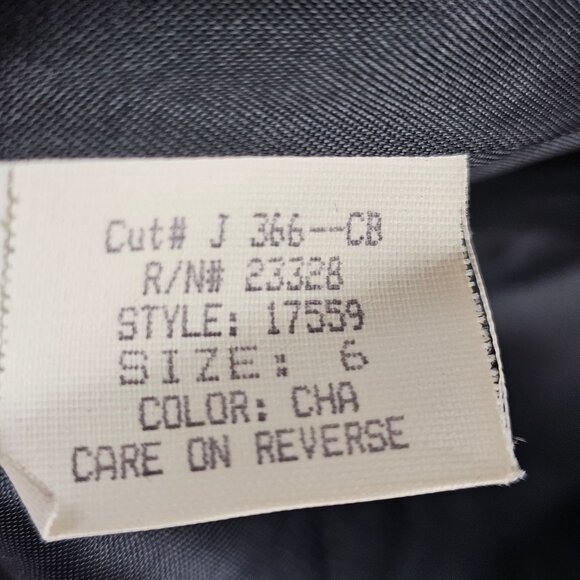 Cut# J 366--CB
R/N# 23328
STYLE: 17559
SIZE: 6
COLOR: CHA
CARE ON REVERSE